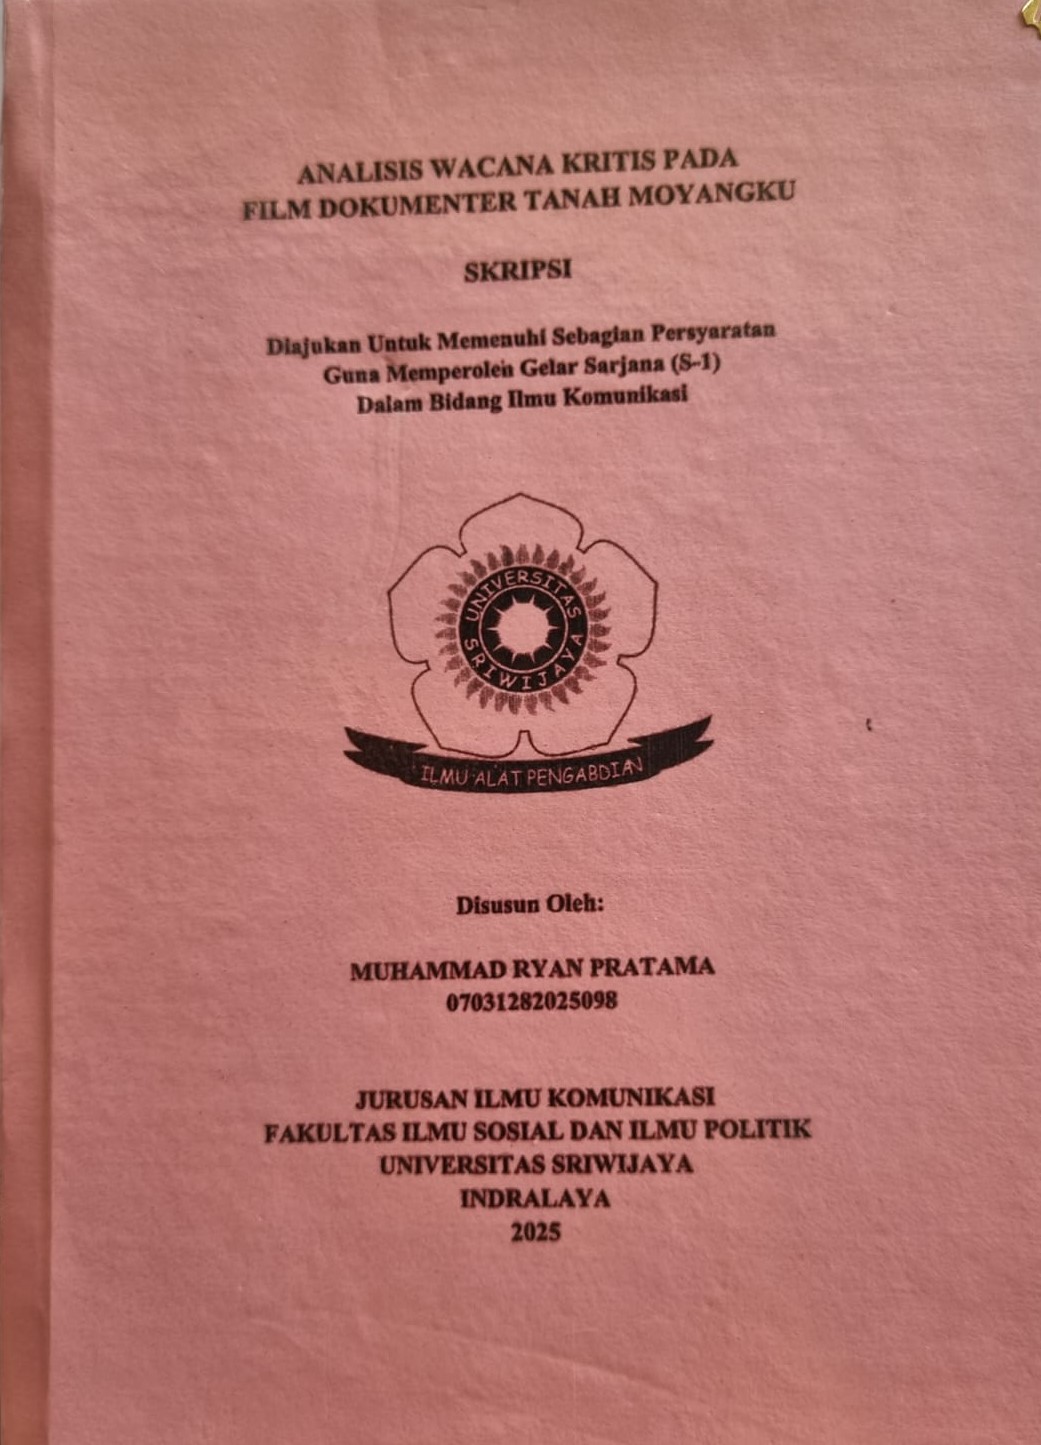 ANALISIS WACANA KRITIS PADA
FILM DOKUMENTER TANAH MOYANGKU
SKRIPSI
Diajukan Untuk Memenuhi Sebagian Persyaratan
Guna Memperoleh Gelar Sarjana (S-1)
Dalam Bidang Ilmu Komunikasi
UNIVERSITAS
SRIWIJAYA
ILMU ALAT PENGABDIAN
Disusun Oleh:
MUHAMMAD RYAN PRATAMA
07031282025098
JURUSAN ILMU KOMUNIKASI
FAKULTAS ILMU SOSIAL DAN ILMU POLITIK
UNIVERSITAS SRIWIJAYA
INDRALAYA
2025